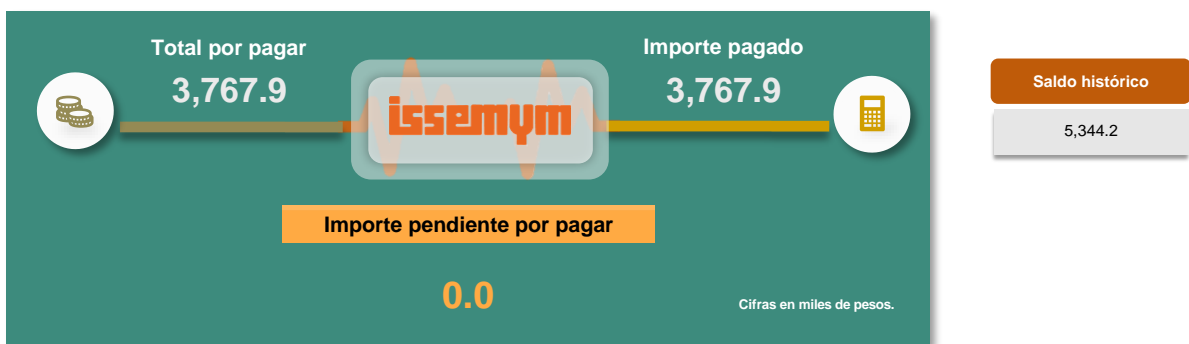 Total por pagar
3,767.9
issemym
Importe pagado
3,767.9
Importe pendiente por pagar
0.0
Cifras en miles de pesos.
Saldo histórico
5,344.2